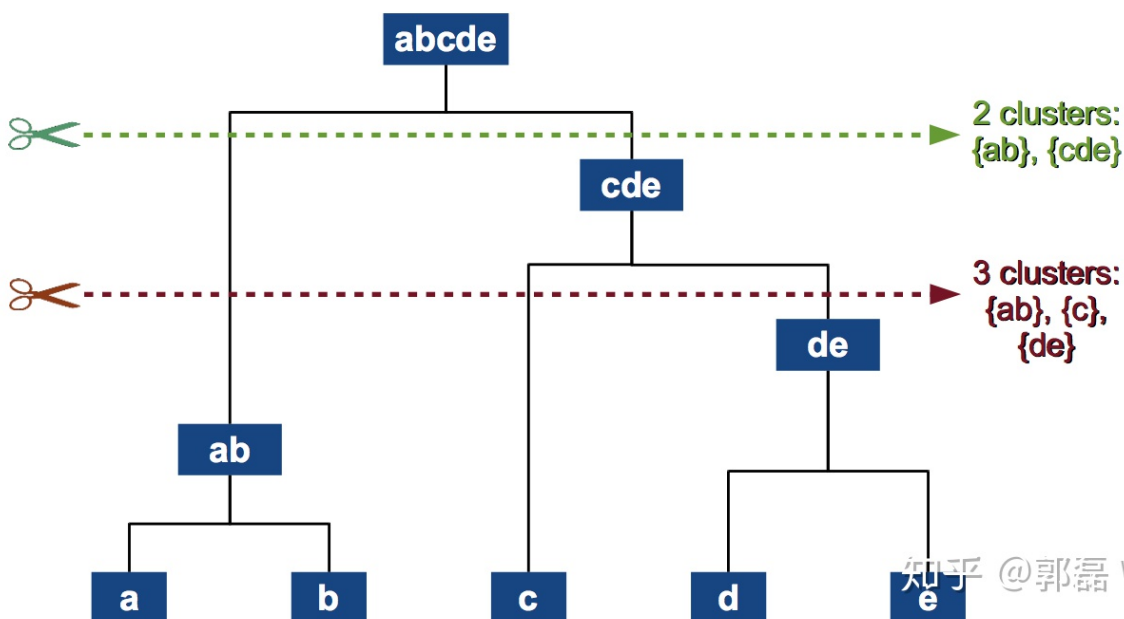 abcde
2 clusters:
{ab}, {cde}
cde
3 clusters:
{ab}, {c},
{de}
de
ab
a b c d e
知乎 @郭磊